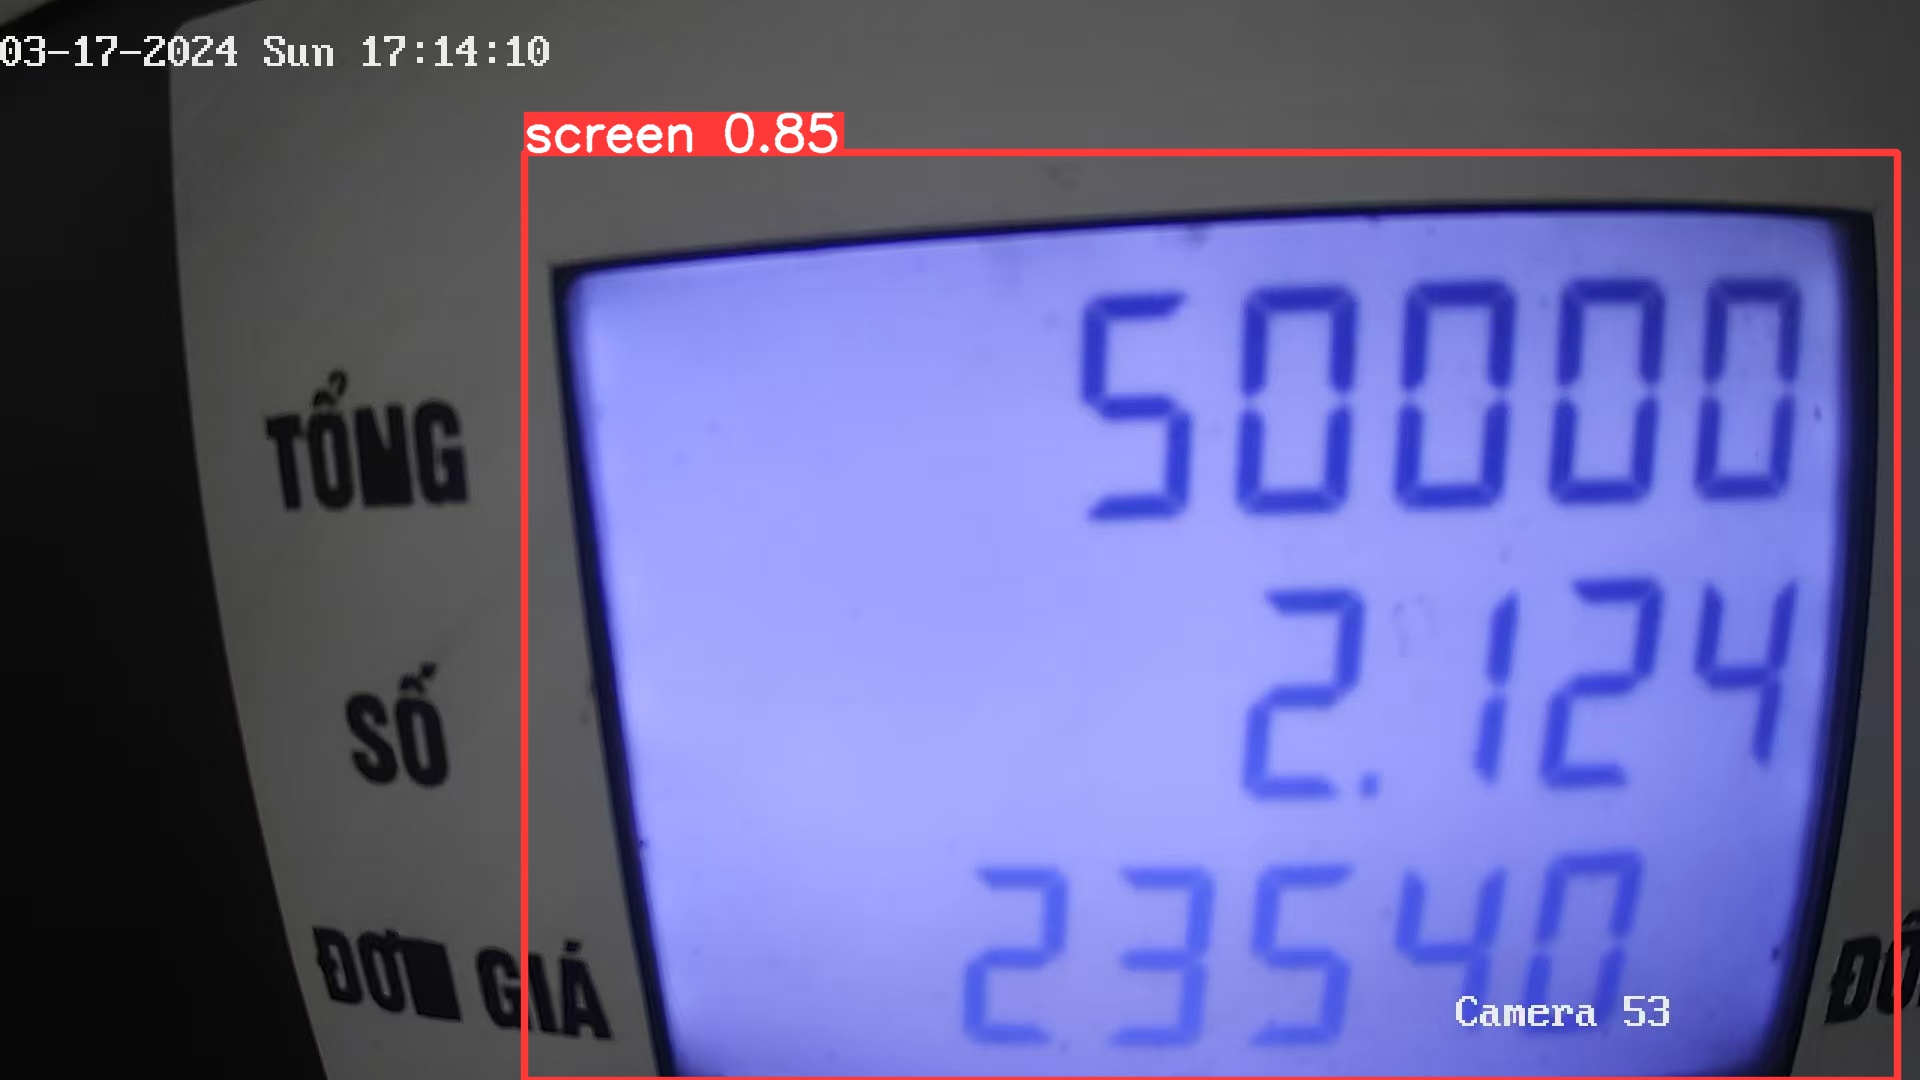 03-17-2024 Sun 17:14:10
screen 0.85
TỔNG 50000
SỐ 2.124
ĐƠN GIÁ 23540
Camera 53